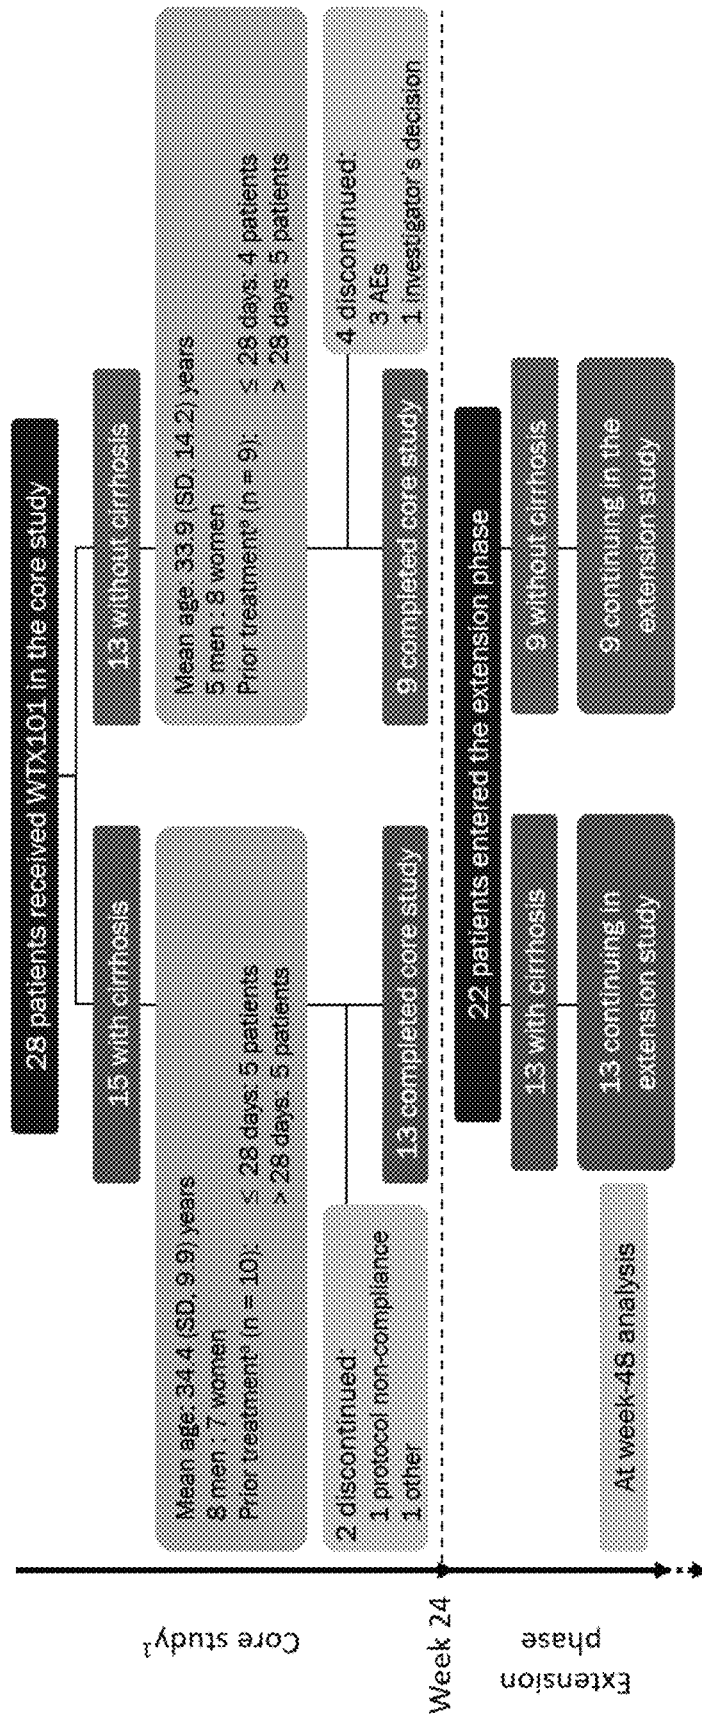 28 patients received WTX101 in the core study
15 with cirrhosis
13 without cirrhosis
Mean age: 34.4 (SD, 9.9) years
8 men : 7 women
Prior treatmentᵃ (n = 10): ≤ 28 days: 5 patients
> 28 days: 5 patients
Mean age: 33.9 (SD, 14.2) years
5 men : 8 women
Prior treatmentᵃ (n = 9): ≤ 28 days: 4 patients
> 28 days: 5 patients
2 discontinued:
1 protocol non-compliance
1 other
4 discontinued:
3 AEs
1 investigator's decision
13 completed core study
9 completed core study
Core study¹
Week 24
22 patients entered the extension phase
13 with cirrhosis
9 without cirrhosis
At week-48 analysis
13 continuing in
extension study
9 continuing in the
extension study
Extension
phase